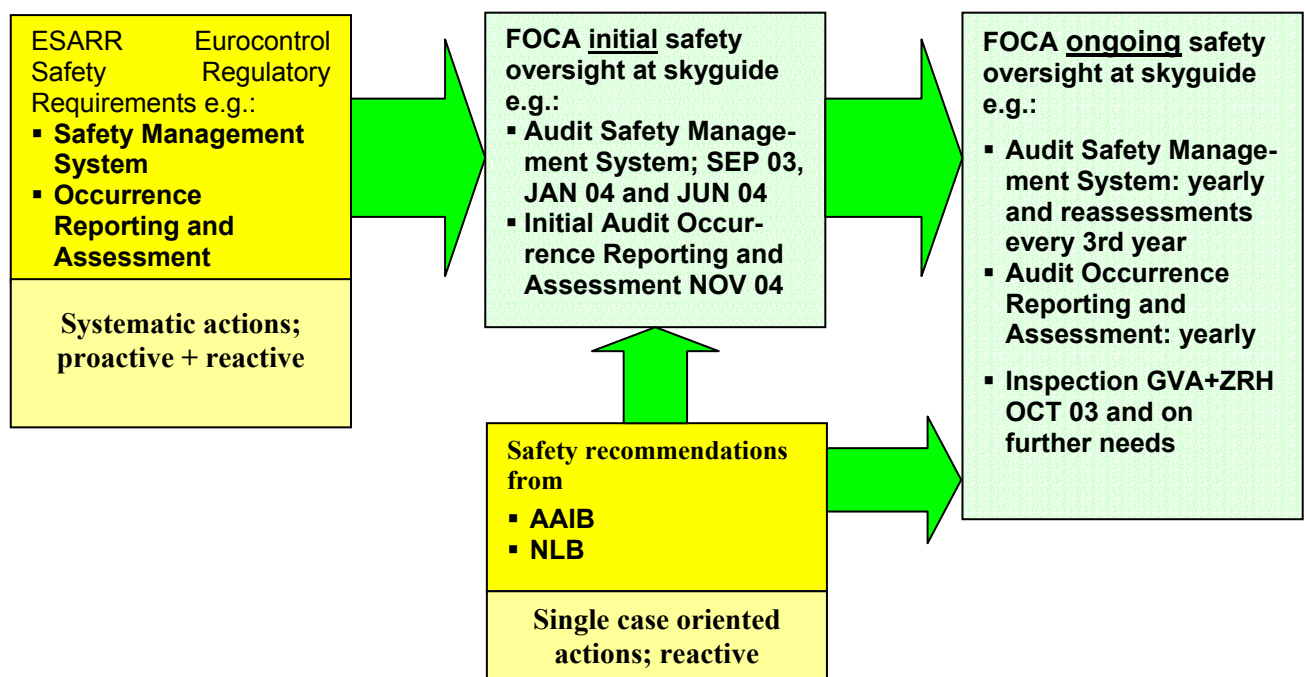 ESARR Eurocontrol
Safety Regulatory
Requirements e.g.:
▪ Safety Management
System
▪ Occurrence
Reporting and
Assessment
Systematic actions;
proactive + reactive
FOCA initial safety
oversight at skyguide
e.g.:
▪ Audit Safety Manage-
ment System; SEP 03,
JAN 04 and JUN 04
▪ Initial Audit Occur-
rence Reporting and
Assessment NOV 04
Safety recommendations
from
▪ AAIB
▪ NLB
Single case oriented
actions; reactive
FOCA ongoing safety
oversight at skyguide
e.g.:
▪ Audit Safety Manage-
ment System: yearly
and reassessments
every 3rd year
▪ Audit Occurrence
Reporting and
Assessment: yearly
▪ Inspection GVA+ZRH
OCT 03 and on
further needs